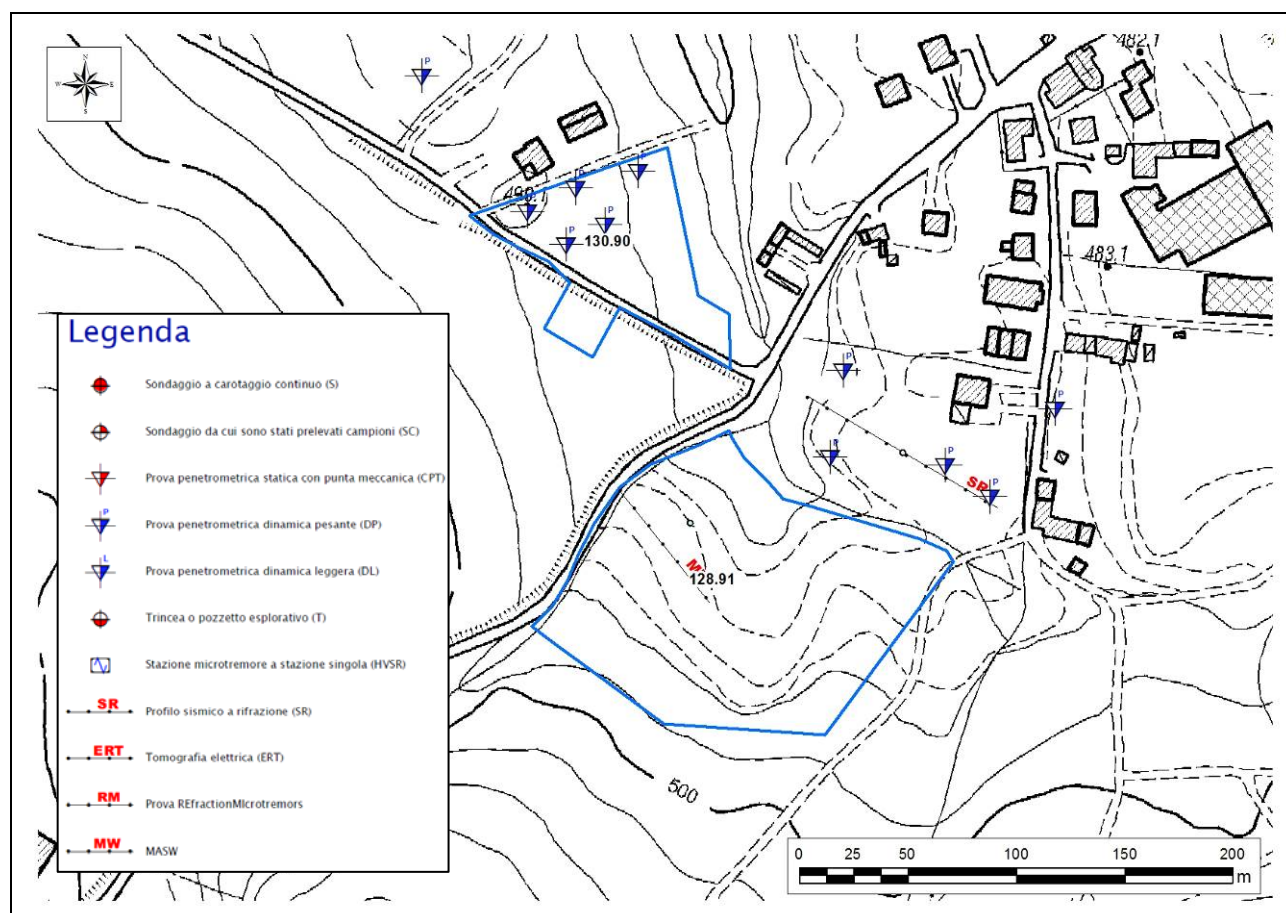 N
W E
S
482.1
P
P
P
490.1
P
P
P
130.90
483.1
Legenda
Sondaggio a carotaggio continuo (S)
Sondaggio da cui sono stati prelevati campioni (SC)
Prova penetrometrica statica con punta meccanica (CPT)
P
Prova penetrometrica dinamica pesante (DP)
L
Prova penetrometrica dinamica leggera (DL)
Trincea o pozzetto esplorativo (T)
Stazione microtremore a stazione singola (HVSR)
SR
Profilo sismico a rifrazione (SR)
ERT
Tomografia elettrica (ERT)
RM
Prova REfractionMIcrotremors
MW
MASW
P
P
P
P
SR
P
128.91
500
0 25 50 100 150 200
m